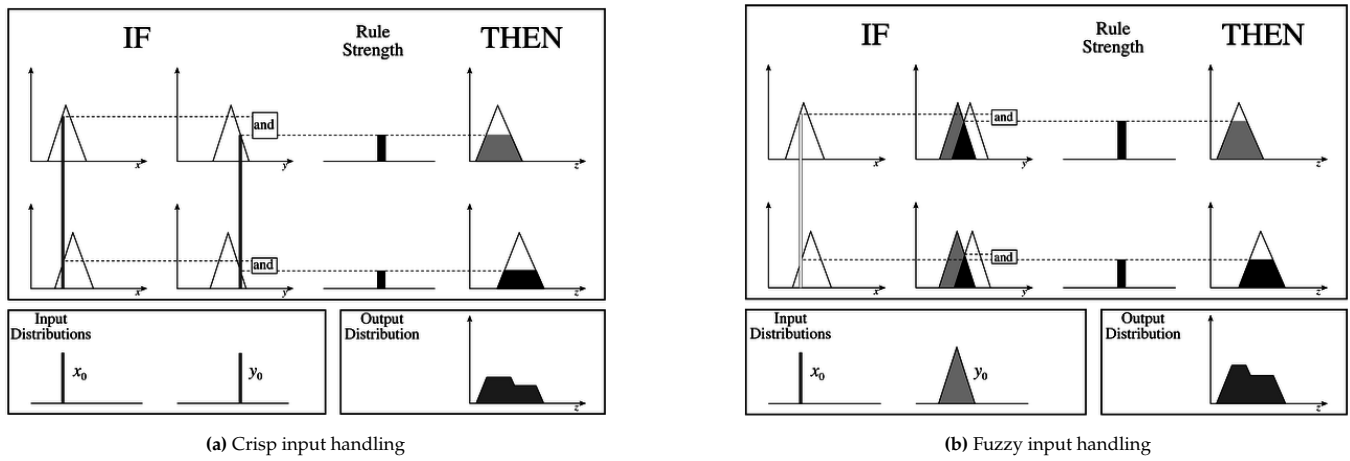 IF
Rule
Strength
THEN
and
x
y
z
and
x
y
z
Input
Distributions
x₀
y₀
Output
Distribution
z
(a) Crisp input handling
IF
Rule
Strength
THEN
and
x
y
z
and
x
y
z
Input
Distributions
x₀
y₀
Output
Distribution
z
(b) Fuzzy input handling